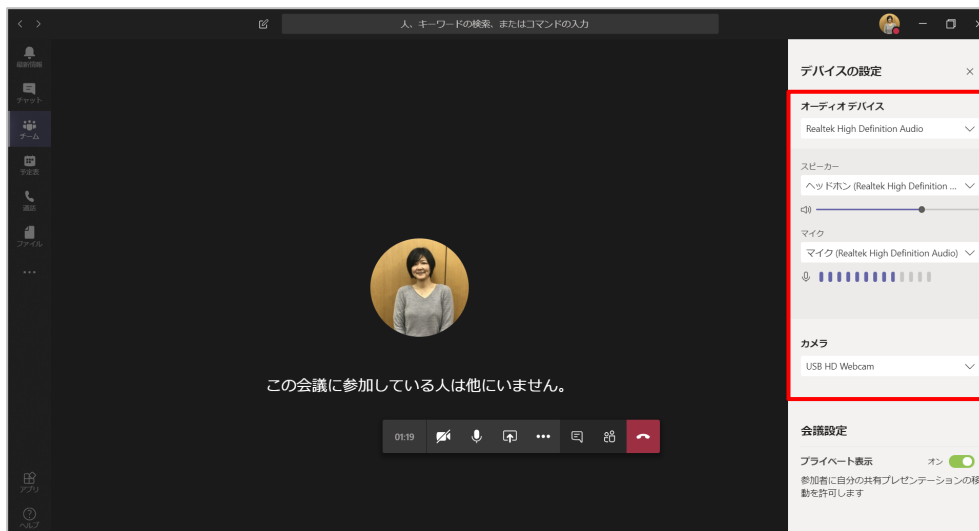 人、キーワードの検索、またはコマンドの入力
最新情報
チャット
チーム
予定表
通話
ファイル
アプリ
ヘルプ
この会議に参加している人は他にいません。
01:19
デバイスの設定
オーディオ デバイス
Realtek High Definition Audio
スピーカー
ヘッドホン (Realtek High Definition ...
マイク
マイク (Realtek High Definition Audio)
カメラ
USB HD Webcam
会議設定
プライベート表示
オン
参加者に自分の共有プレゼンテーションの移
動を許可します